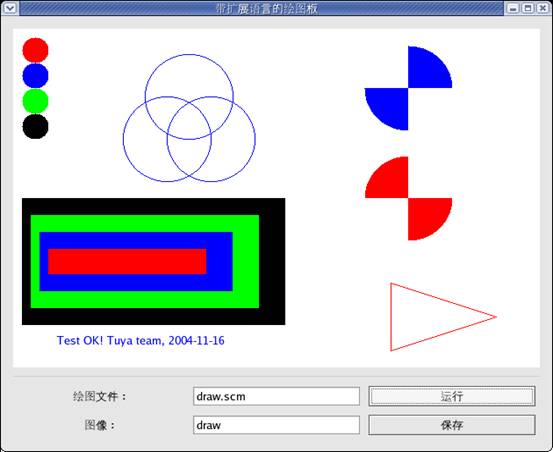 带扩展语言的绘图板
Test OK! Tuya team, 2004-11-16
绘图文件：
draw.scm
运行
图像：
draw
保存